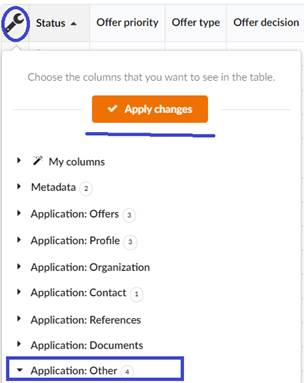 Status Offer priority Offer type Offer decision
Choose the columns that you want to see in the table.
Apply changes
My columns
Metadata 2
Application: Offers 3
Application: Profile 3
Application: Organization
Application: Contact 1
Application: References
Application: Documents
Application: Other 4